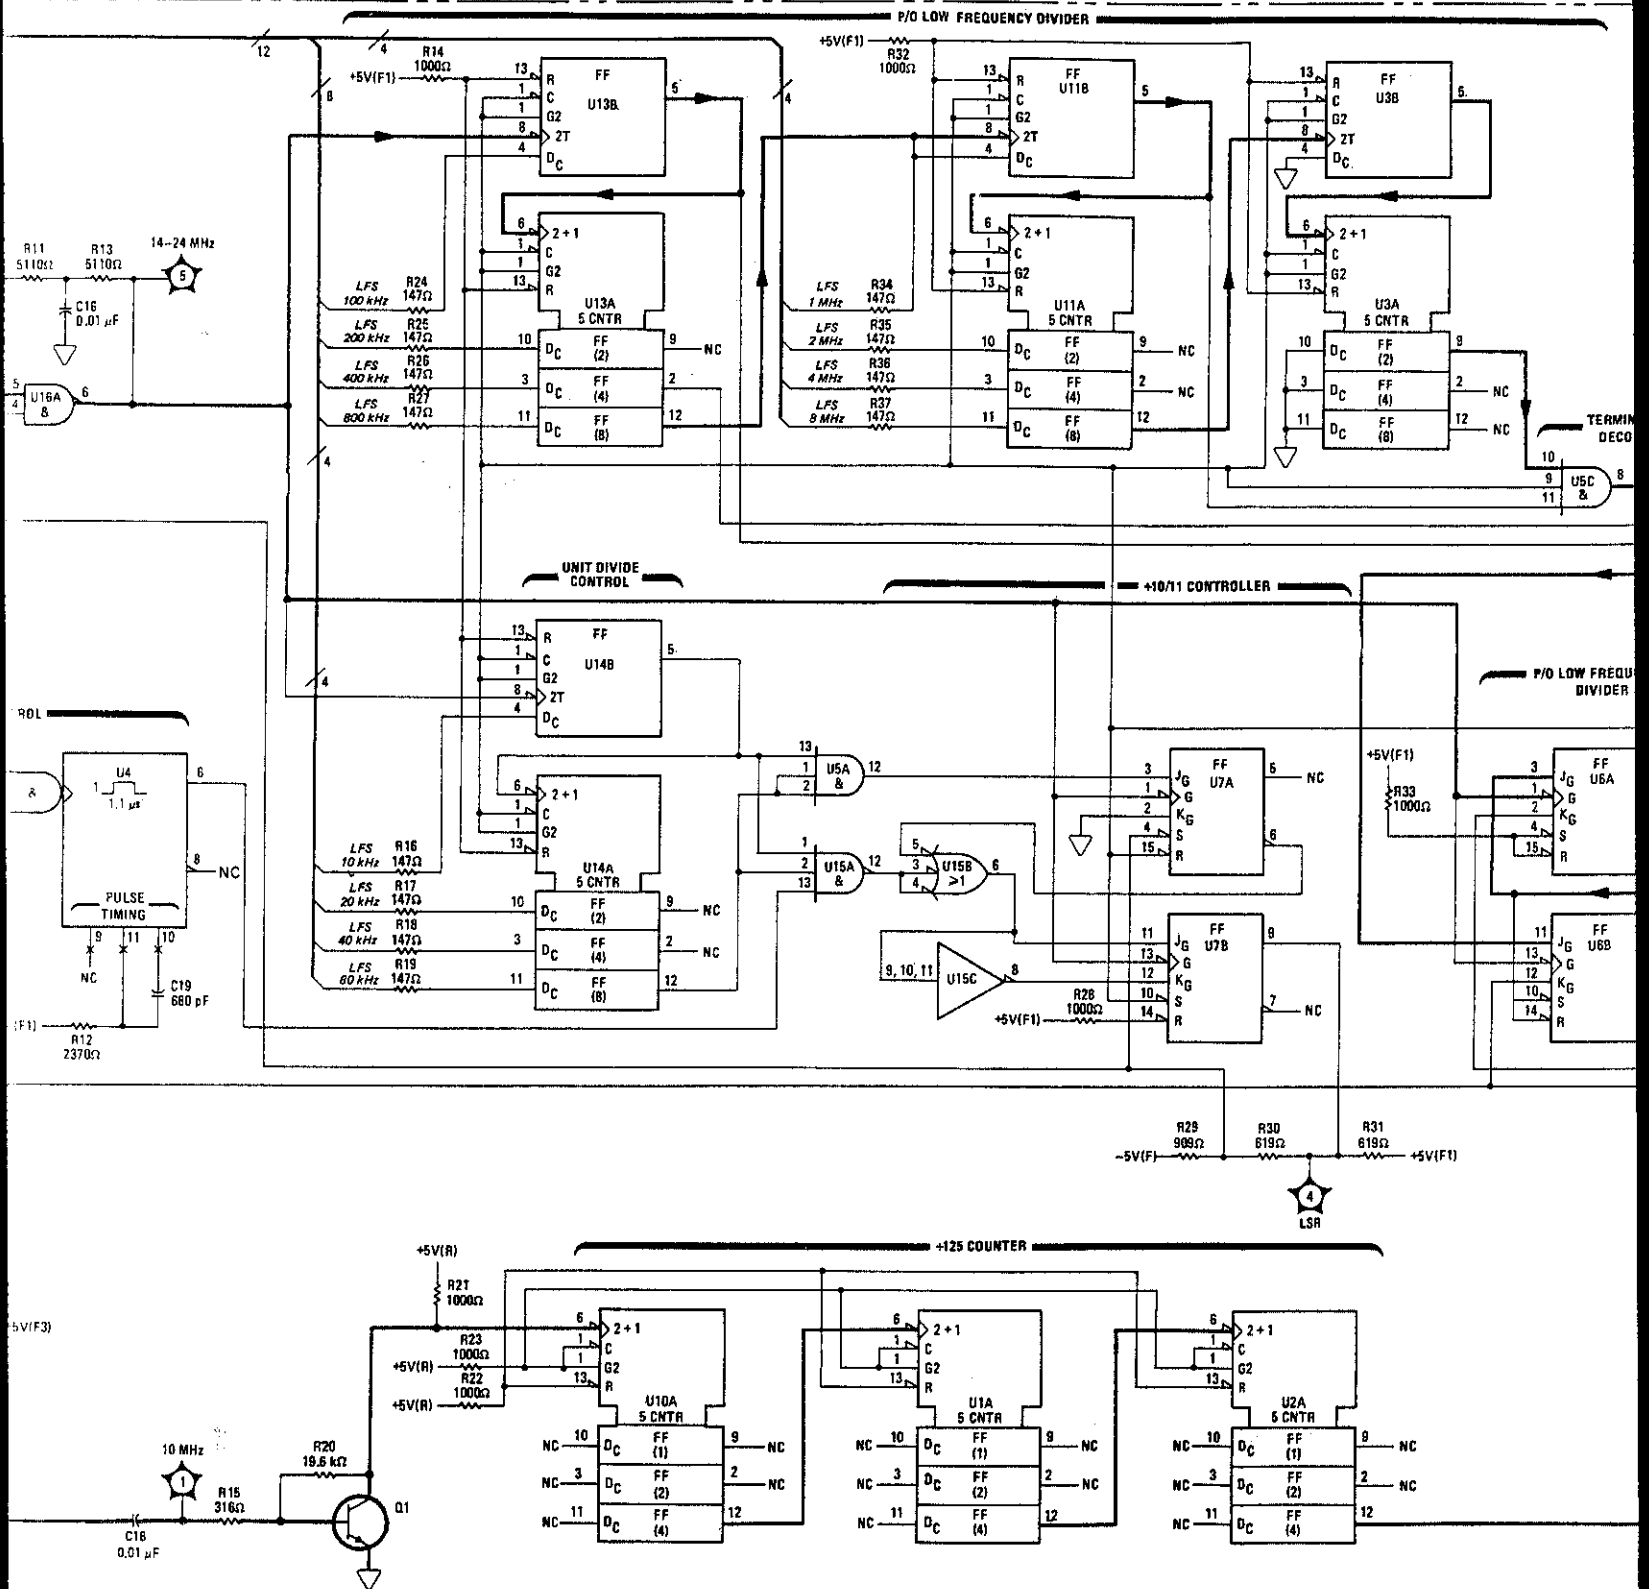 P/O LOW FREQUENCY DIVIDER
12
4
8
4
R14
1000Ω
+5V(F1)
13 R FF
1 C U13B
1 G2
8 2T
4 DC
5
+5V(F1)
R32
1000Ω
13 R FF
1 C U11B
1 G2
8 2T
4 DC
5
13 R FF
1 C U3B
1 G2
8 2T
4 DC
5
R11
5110Ω
R13
5110Ω
14-24 MHz
5
C16
0.01 µF
5
4
U16A
&
6
6 2+1
1 C
1 G2
13 R
U13A
5 CNTR
LFS
100 kHz
R24
147Ω
LFS
200 kHz
R25
147Ω
10 DC FF (2) 9 NC
LFS
400 kHz
R26
147Ω
3 DC FF (4) 2
LFS
800 kHz
R27
147Ω
11 DC FF (8) 12
6 2+1
1 C
1 G2
13 R
U11A
5 CNTR
LFS
1 MHz
R34
147Ω
LFS
2 MHz
R35
147Ω
10 DC FF (2) 9 NC
LFS
4 MHz
R36
147Ω
3 DC FF (4) 2 NC
LFS
8 MHz
R37
147Ω
11 DC FF (8) 12
6 2+1
1 C
1 G2
13 R
U3A
5 CNTR
10 DC FF (2) 9
3 DC FF (4) 2 NC
11 DC FF (8) 12 NC
TERMIN
DECO
10
9
11
U5C
&
8
4
UNIT DIVIDE
CONTROL
÷10/11 CONTROLLER
4
13 R FF
1 C U14B
1 G2
8 2T
4 DC
5
P/O LOW FREQU
DIVIDER
ROL
&
U4
1
1.1 µs
6
8 NC
PULSE
TIMING
9 11 10
NC
C19
680 pF
(F1)
R12
2370Ω
6 2+1
1 C
1 G2
13 R
U14A
5 CNTR
LFS
10 kHz
R16
147Ω
LFS
20 kHz
R17
147Ω
10 DC FF (2) 9 NC
LFS
40 kHz
R18
147Ω
3 DC FF (4) 2 NC
LFS
80 kHz
R19
147Ω
11 DC FF (8) 12
13
1
2
U5A
&
12
1
2
13
U15A
&
12
5
3
4
U15B
≥1
6
9, 10, 11
U15C
8
3 JG FF
1 G U7A
2 KG
4 S
15 R
5 NC
6
11 JG FF
13 G U7B
12 KG
10 S
14 R
9
7 NC
+5V(F1)
R28
1000Ω
+5V(F1)
R33
1000Ω
3 JG FF
1 G U6A
2 KG
4 S
15 R
11 JG FF
13 G U6B
12 KG
10 S
14 R
-5V(F)
R29
909Ω
R30
619Ω
R31
619Ω
+5V(F1)
4
LSR
÷125 COUNTER
+5V(R)
R21
1000Ω
5V(F3)
+5V(R)
R23
1000Ω
+5V(R)
R22
1000Ω
6 2+1
1 C
1 G2
13 R
U10A
5 CNTR
NC 10 DC FF (1) 9 NC
NC 3 DC FF (2) 2 NC
NC 11 DC FF (4) 12
6 2+1
1 C
1 G2
13 R
U1A
5 CNTR
NC 10 DC FF (1) 9 NC
NC 3 DC FF (2) 2 NC
NC 11 DC FF (4) 12
6 2+1
1 C
1 G2
13 R
U2A
5 CNTR
NC 10 DC FF (1) 9 NC
NC 3 DC FF (2) 2 NC
NC 11 DC FF (4) 12
10 MHz
1
C18
0.01 µF
R15
316Ω
R20
19.6 kΩ
Q1